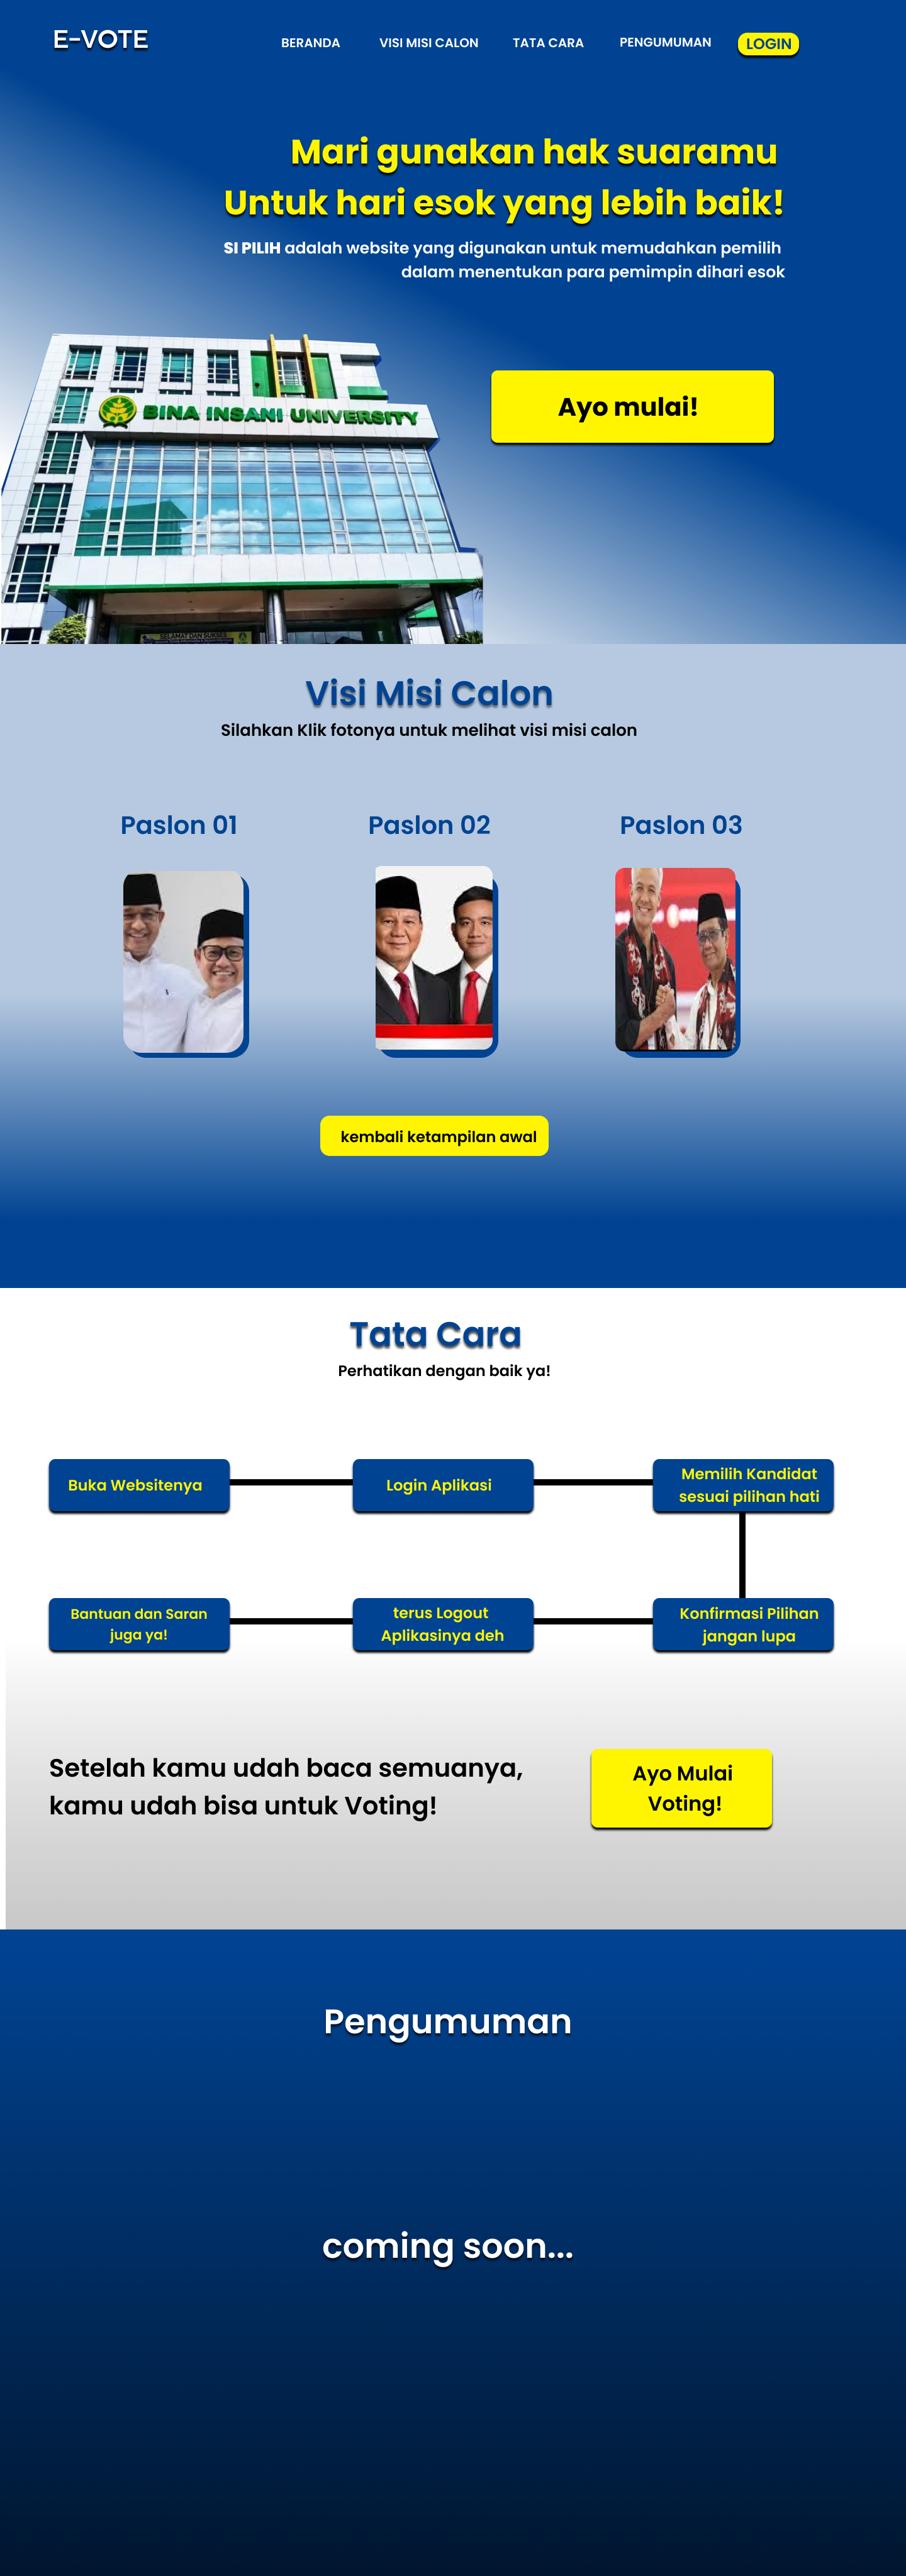 E-VOTE
BERANDA
VISI MISI CALON
TATA CARA
PENGUMUMAN
LOGIN
Mari gunakan hak suaramu
Untuk hari esok yang lebih baik!
SI PILIH adalah website yang digunakan untuk memudahkan pemilih
dalam menentukan para pemimpin dihari esok
BINA INSANI UNIVERSITY
SELAMAT DAN SUKSES
Ayo mulai!
Visi Misi Calon
Silahkan Klik fotonya untuk melihat visi misi calon
Paslon 01
Paslon 02
Paslon 03
kembali ketampilan awal
Tata Cara
Perhatikan dengan baik ya!
Buka Websitenya
Login Aplikasi
Memilih Kandidat
sesuai pilihan hati
Bantuan dan Saran
juga ya!
terus Logout
Aplikasinya deh
Konfirmasi Pilihan
jangan lupa
Setelah kamu udah baca semuanya,
kamu udah bisa untuk Voting!
Ayo Mulai
Voting!
Pengumuman
coming soon...